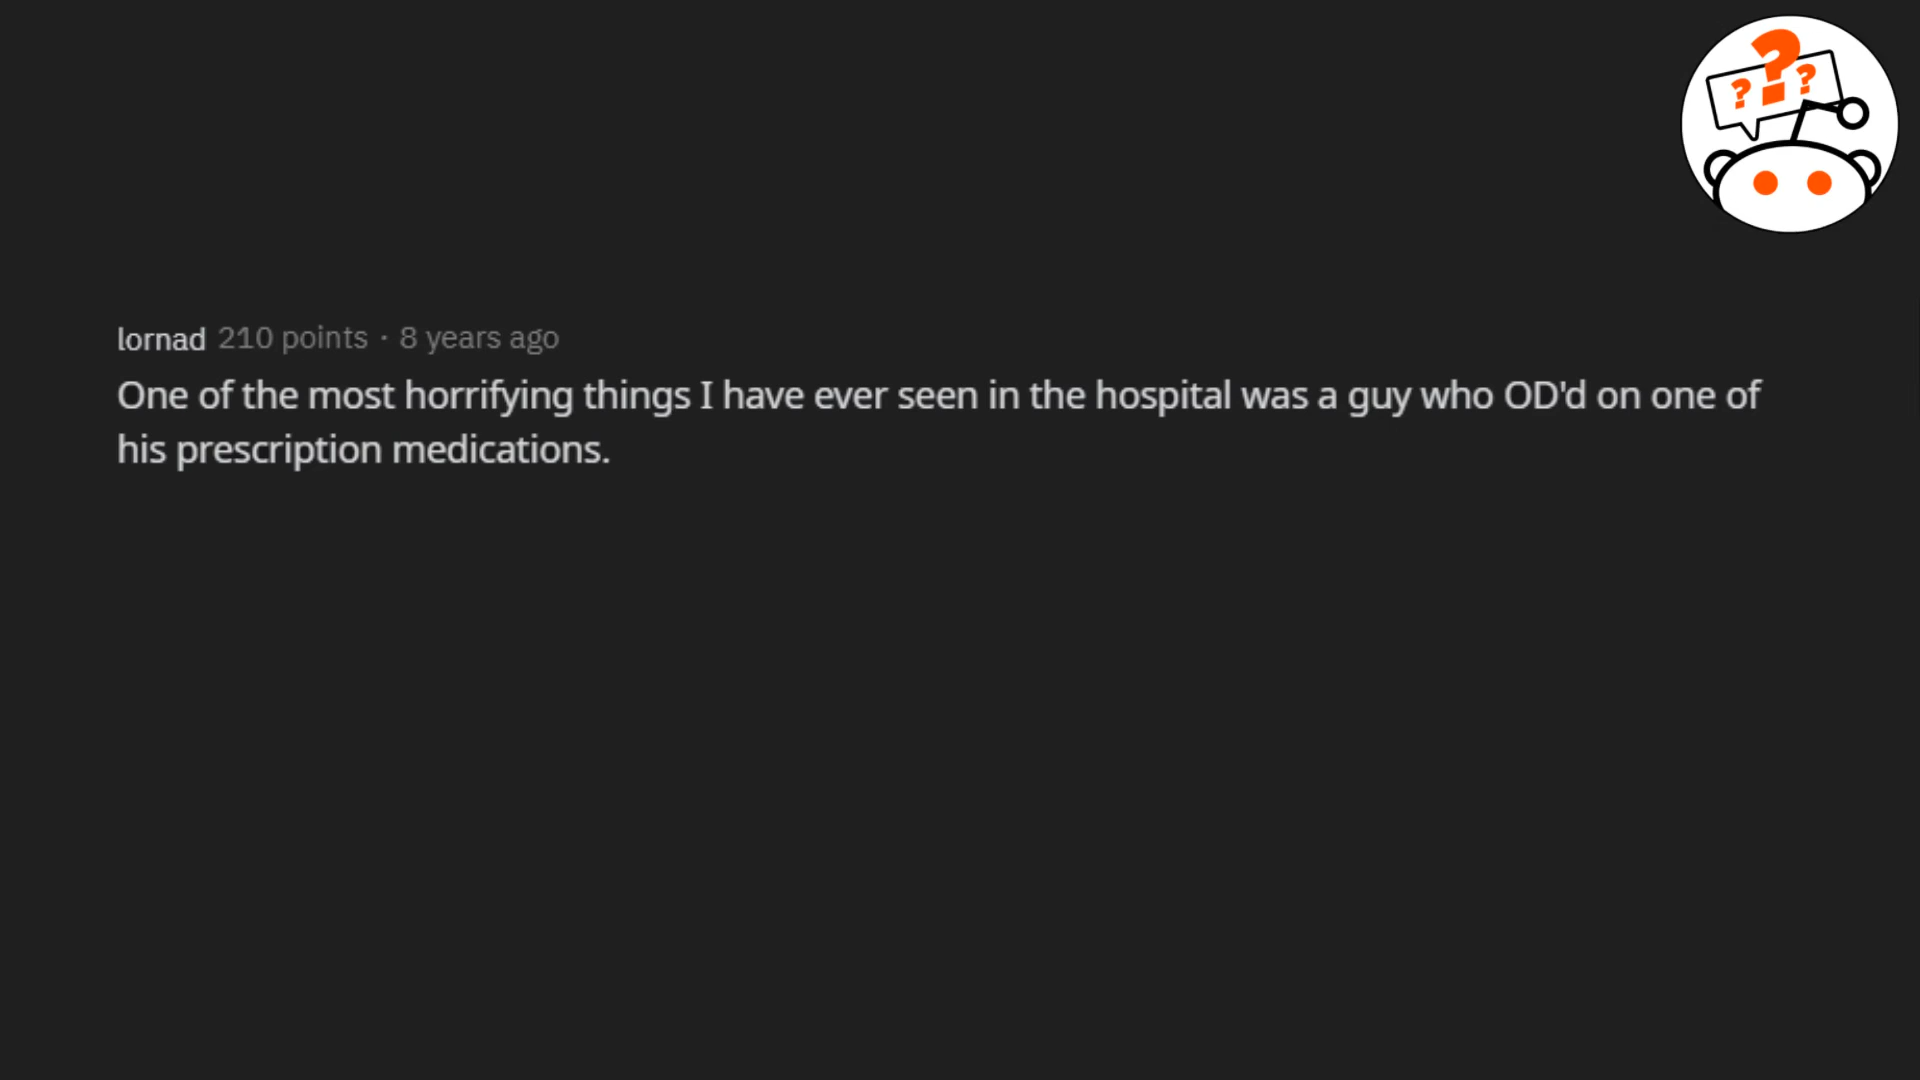 ? ? ?
lornad 210 points · 8 years ago
One of the most horrifying things I have ever seen in the hospital was a guy who OD'd on one of
his prescription medications.